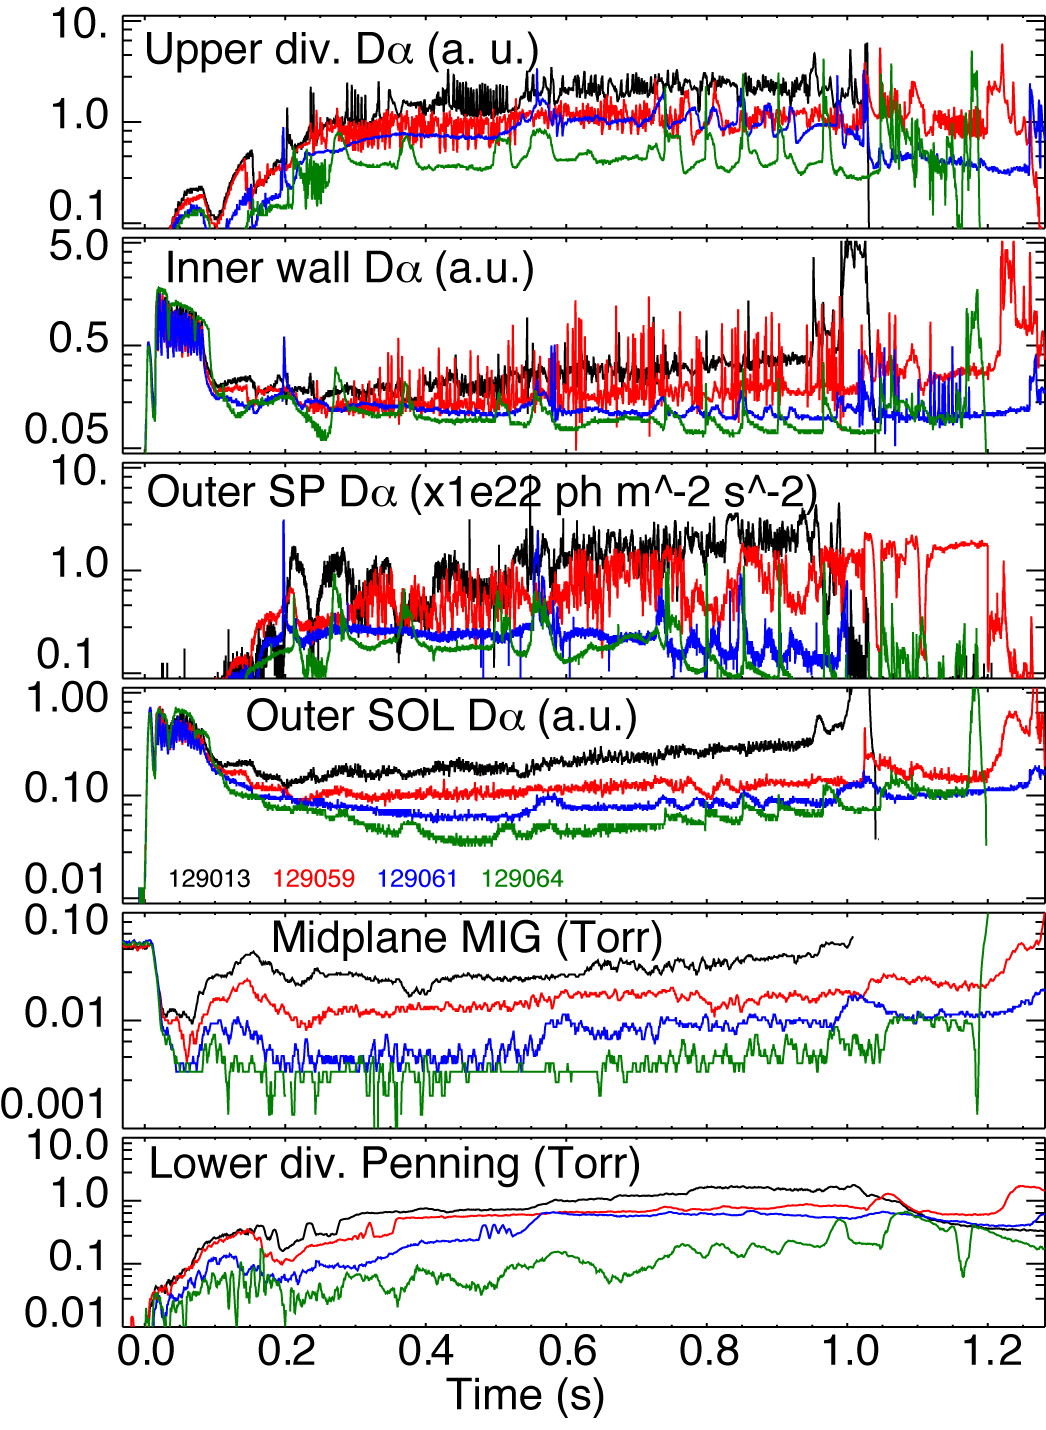 10.
Upper div. Dα (a. u.)
1.0
0.1
5.0
Inner wall Dα (a.u.)
0.5
0.05
10.
Outer SP Dα (x1e22 ph m^-2 s^-2)
1.0
0.1
1.00
Outer SOL Dα (a.u.)
0.10
129013 129059 129061 129064
0.01
0.10
Midplane MIG (Torr)
0.01
0.001
10.0
Lower div. Penning (Torr)
1.0
0.1
0.01
0.0 0.2 0.4 0.6 0.8 1.0 1.2
Time (s)